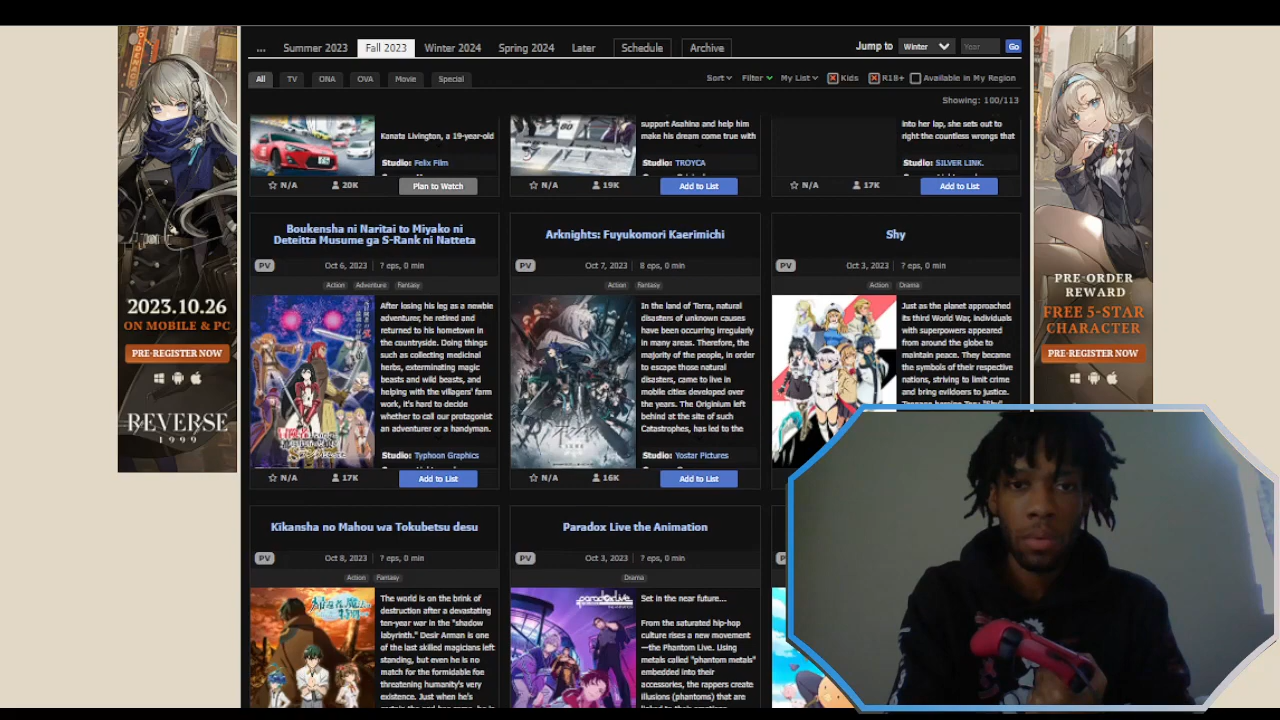 ... Summer 2023 Fall 2023 Winter 2024 Spring 2024 Later Schedule Archive Jump to Winter Year Go
All TV ONA OVA Movie Special Sort Filter My List Kids R18+ Available in My Region
Showing: 100/113
Kanata Livington, a 19-year-old
Studio: Felix Film
N/A 20K Plan to Watch
support Asahina and help him
make his dream come true with
Studio: TROYCA
N/A 19K Add to List
into her lap, she sets out to
right the countless wrongs that
Studio: SILVER LINK.
N/A 17K Add to List
Boukensha ni Naritai to Miyako ni
Deteitta Musume ga S-Rank ni Natteta
PV Oct 6, 2023 ? eps, 0 min
Action Adventure Fantasy
After losing his leg as a newbie
adventurer, he retired and
returned to his hometown in
the countryside. Doing things
such as collecting medicinal
herbs, exterminating magic
beasts and wild beasts, and
helping with the villagers' farm
work, it's hard to decide
whether to call our protagonist
an adventurer or a handyman.
Studio: Typhoon Graphics
N/A 17K Add to List
Arknights: Fuyukomori Kaerimichi
PV Oct 7, 2023 8 eps, 0 min
Action Fantasy
In the land of Terra, natural
disasters of unknown causes
have been occurring irregularly
in many areas. Therefore, the
majority of the people, in order
to escape those natural
disasters, came to live in
mobile cities developed over
the years. The Originium left
behind at the site of such
Catastrophes, has led to the
Studio: Yostar Pictures
N/A 16K Add to List
Shy
PV Oct 3, 2023 ? eps, 0 min
Action Drama
Just as the planet approached
its third World War, individuals
with superpowers appeared
from around the globe to
maintain peace. They became
the symbols of their respective
nations, striving to limit crime
and bring evildoers to justice.
Kikansha no Mahou wa Tokubetsu desu
PV Oct 8, 2023 ? eps, 0 min
Action Fantasy
The world is on the brink of
destruction after a devastating
ten-year war in the "shadow
labyrinth." Desir Arman is one
of the last skilled magicians left
standing, but even he is no
match for the formidable foe
threatening humanity's very
existence. Just when he's
Paradox Live the Animation
PV Oct 3, 2023 ? eps, 0 min
Drama
paradoxlive
Set in the near future...
From the saturated hip-hop
culture rises a new movement
—the Phantom Live. Using
metals called "phantom metals"
embedded into their
accessories, the rappers create
illusions (phantoms) that are
2023.10.26
ON MOBILE & PC
PRE-REGISTER NOW
REVERSE
1999
PRE-ORDER
REWARD
FREE 5-STAR
CHARACTER
PRE-REGISTER NOW